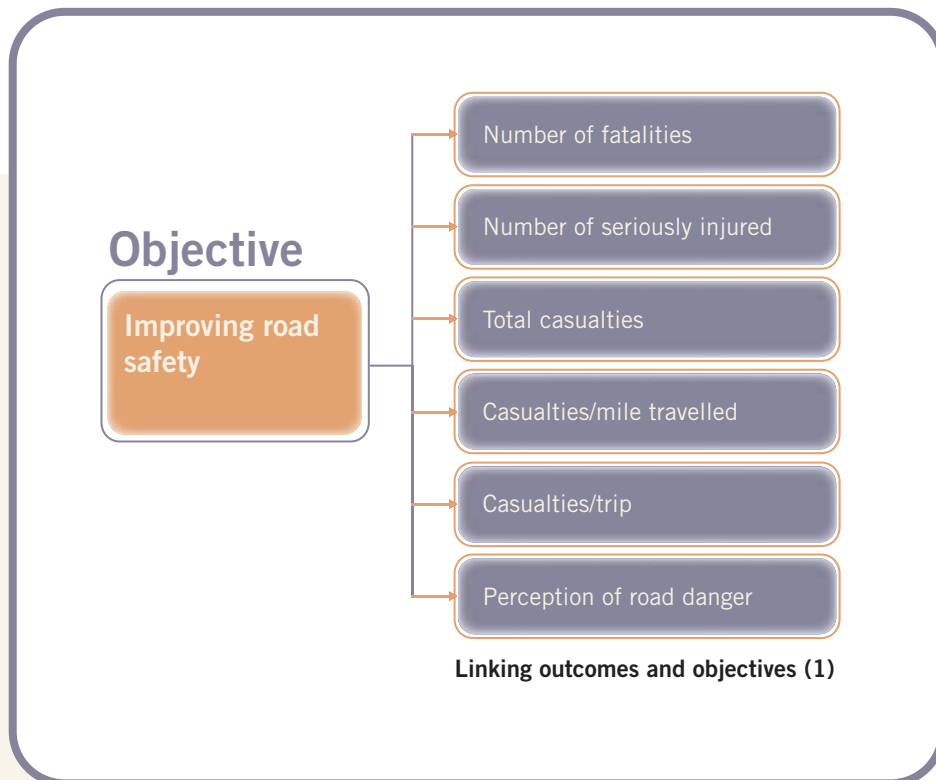 Objective
Improving road
safety
Number of fatalities
Number of seriously injured
Total casualties
Casualties/mile travelled
Casualties/trip
Perception of road danger
Linking outcomes and objectives (1)